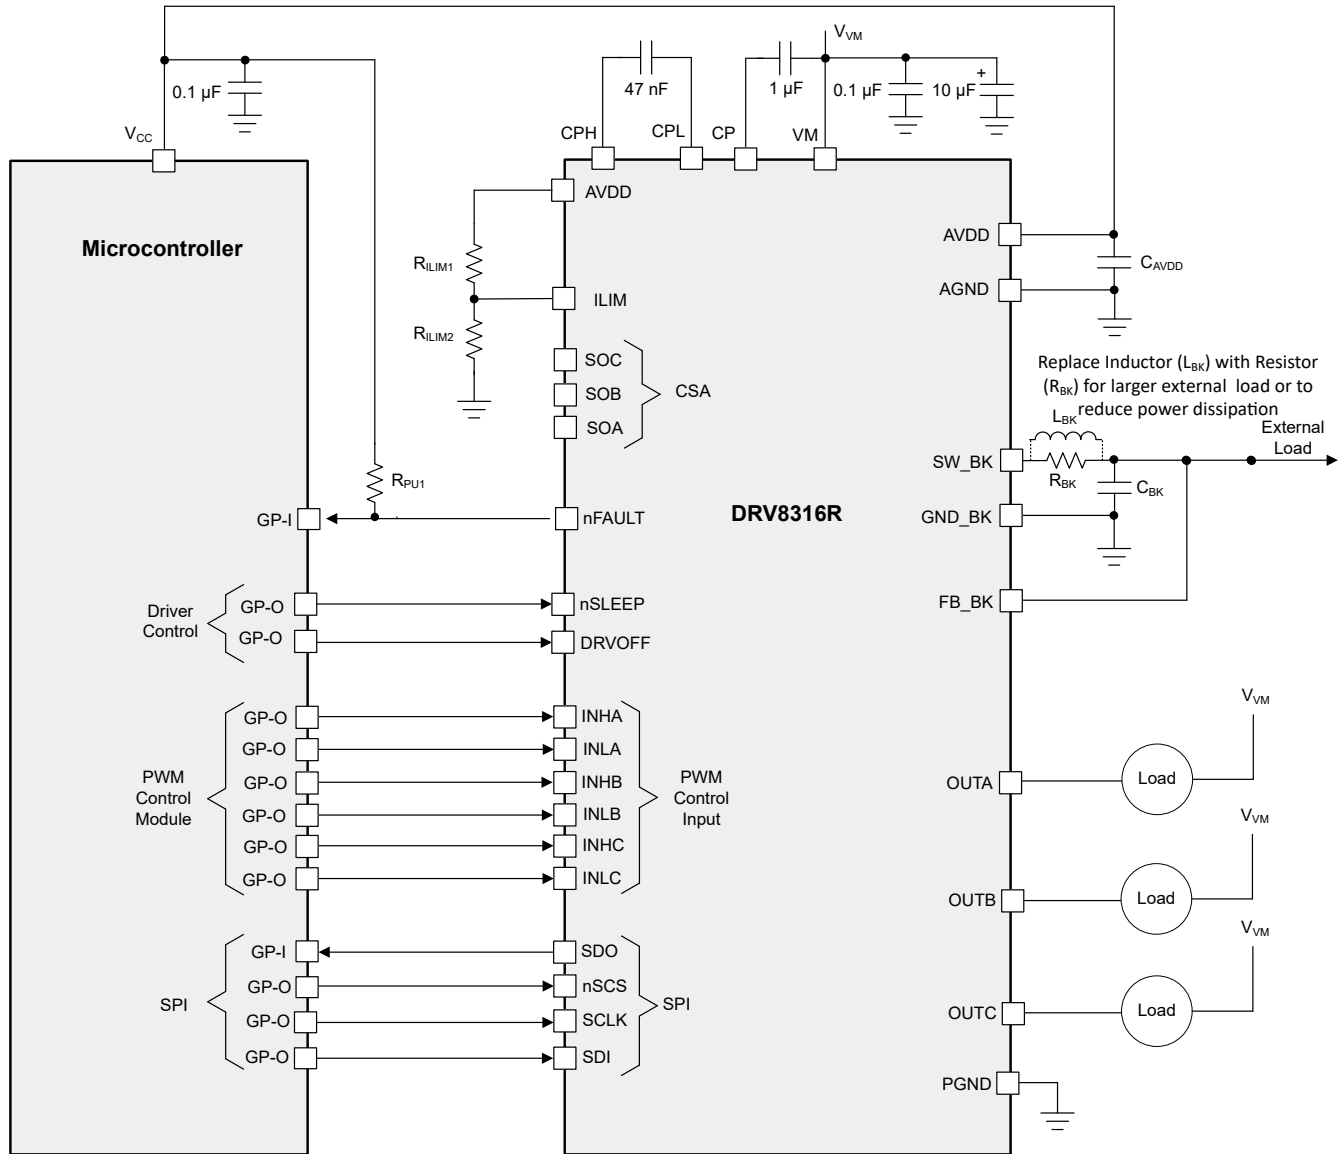 V_VM
0.1 µF
47 nF
1 µF
0.1 µF
+
10 µF
V_CC
CPH
CPL
CP
VM
Microcontroller
AVDD
R_ILIM1
ILIM
R_ILIM2
SOC
SOB
SOA
CSA
AVDD
C_AVDD
AGND
Replace Inductor (L_BK) with Resistor
(R_BK) for larger external load or to
reduce power dissipation
L_BK
External
Load
SW_BK
R_BK
C_BK
GND_BK
FB_BK
R_PU1
GP-I
nFAULT
DRV8316R
Driver
Control
GP-O
nSLEEP
GP-O
DRVOFF
PWM
Control
Module
GP-O
INHA
GP-O
INLA
GP-O
INHB
GP-O
INLB
GP-O
INHC
GP-O
INLC
PWM
Control
Input
V_VM
OUTA
Load
V_VM
OUTB
Load
V_VM
OUTC
Load
SPI
GP-I
SDO
GP-O
nSCS
GP-O
SCLK
GP-O
SDI
SPI
PGND